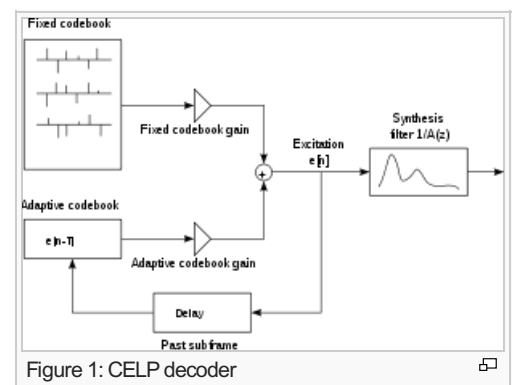 Fixed codebook
Fixed codebook gain
Synthesis
filter 1/A(z)
Excitation
e[n]
+
Adaptive codebook
e[n-T]
Adaptive codebook gain
Delay
Past subframe
Figure 1: CELP decoder